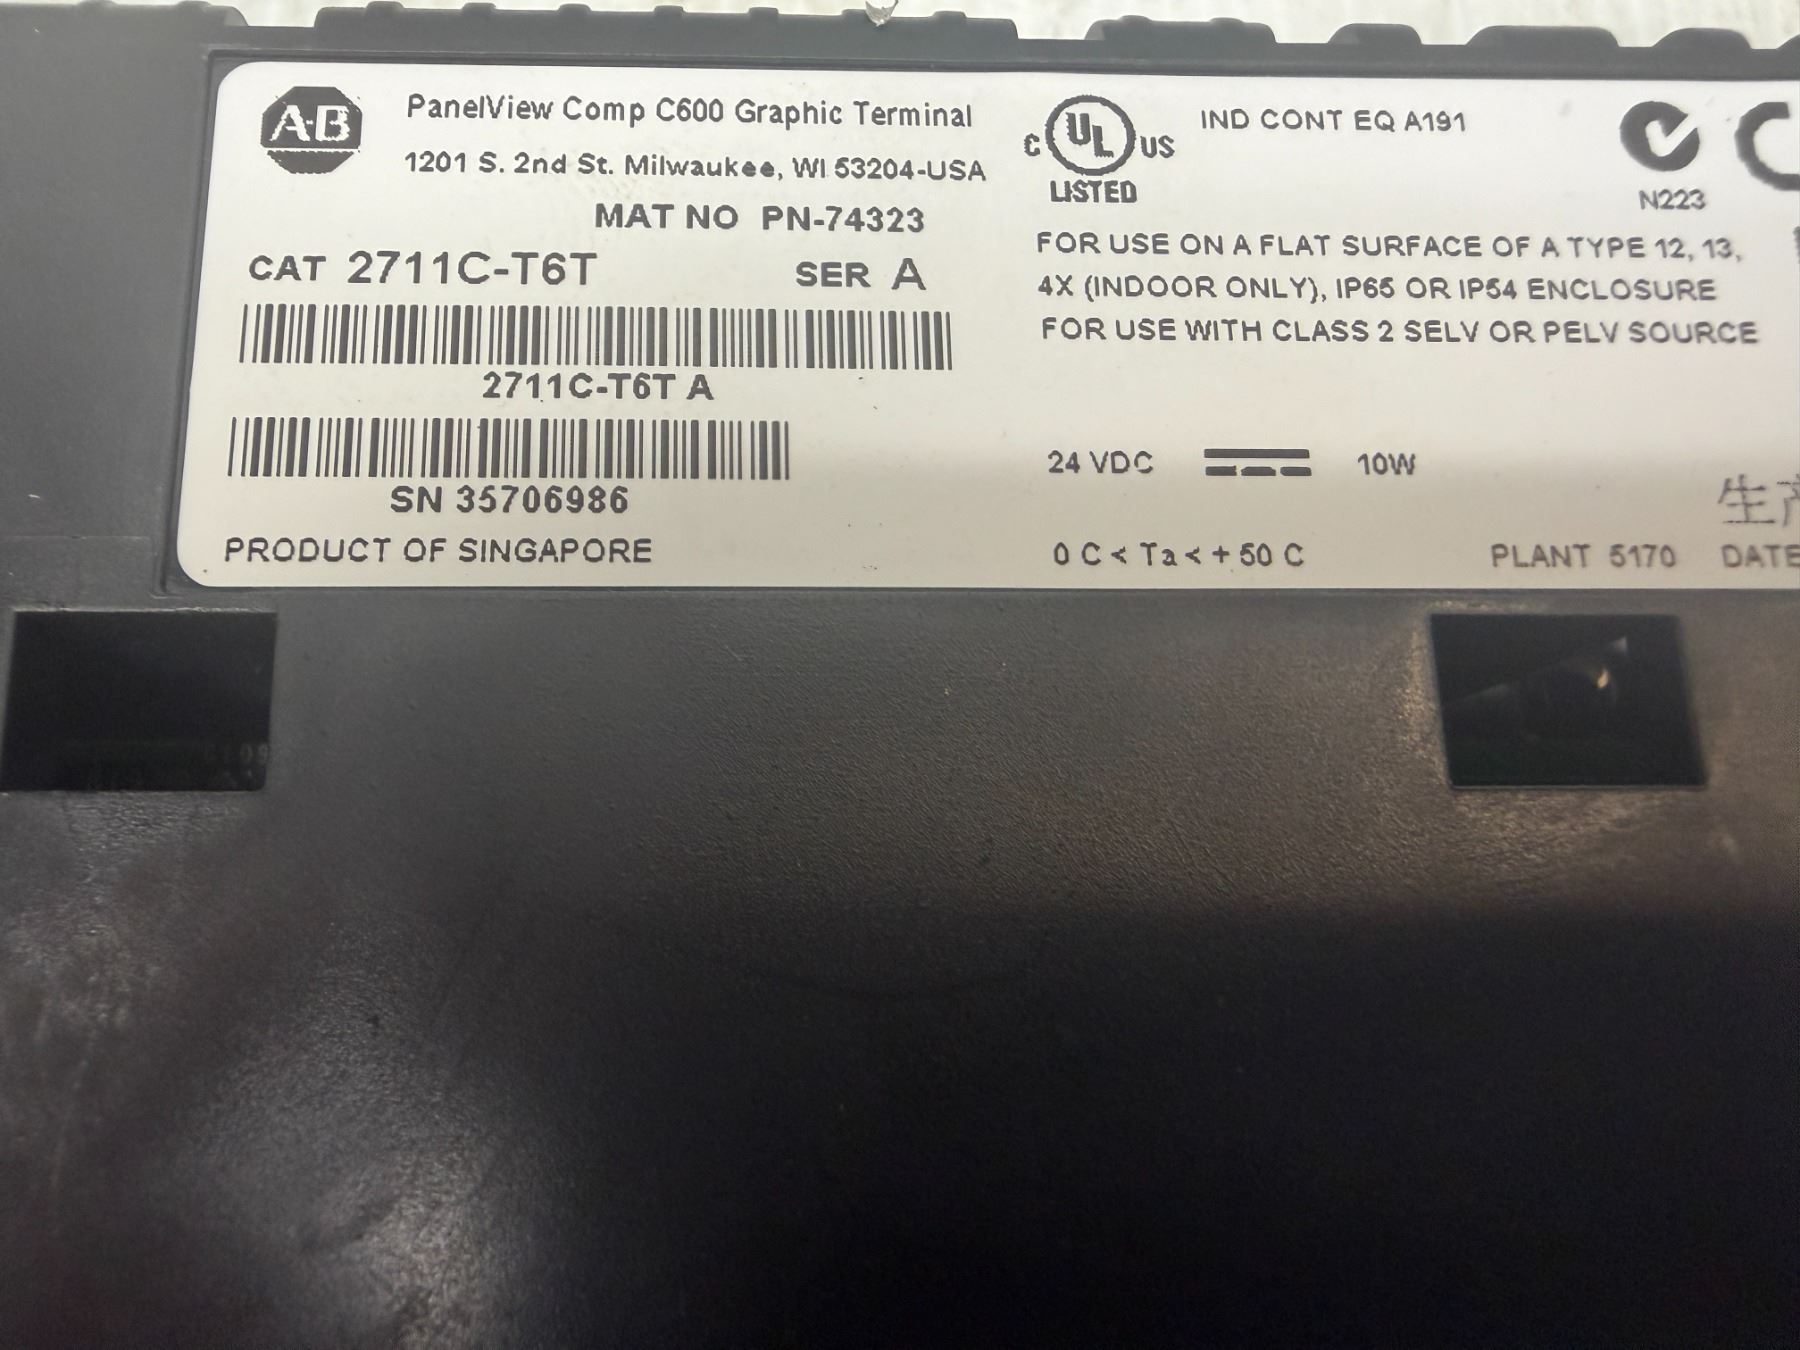 A-B
PanelView Comp C600 Graphic Terminal
1201 S. 2nd St. Milwaukee, WI 53204-USA
MAT NO PN-74323
CAT 2711C-T6T SER A
2711C-T6T A
SN 35706986
PRODUCT OF SINGAPORE
C UL US
LISTED
IND CONT EQ A191
N223
FOR USE ON A FLAT SURFACE OF A TYPE 12, 13,
4X (INDOOR ONLY), IP65 OR IP54 ENCLOSURE
FOR USE WITH CLASS 2 SELV OR PELV SOURCE
24 VDC 10W
0 C < Ta < + 50 C
生
PLANT 5170 DATE